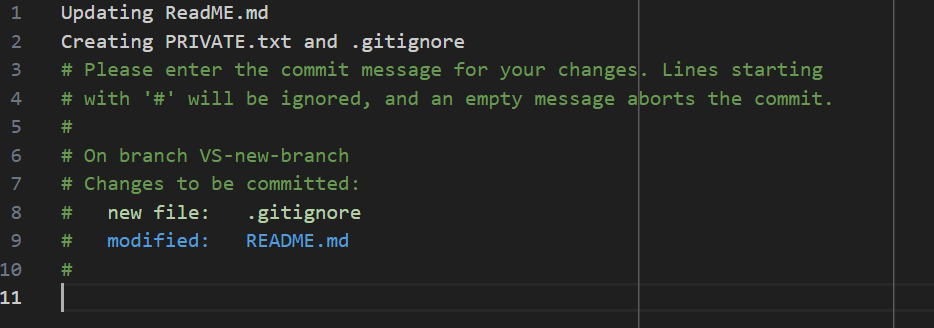 1 Updating ReadME.md
2 Creating PRIVATE.txt and .gitignore
3 # Please enter the commit message for your changes. Lines starting
4 # with '#' will be ignored, and an empty message aborts the commit.
5 #
6 # On branch VS-new-branch
7 # Changes to be committed:
8 #   new file:   .gitignore
9 #   modified:   README.md
10 #
11